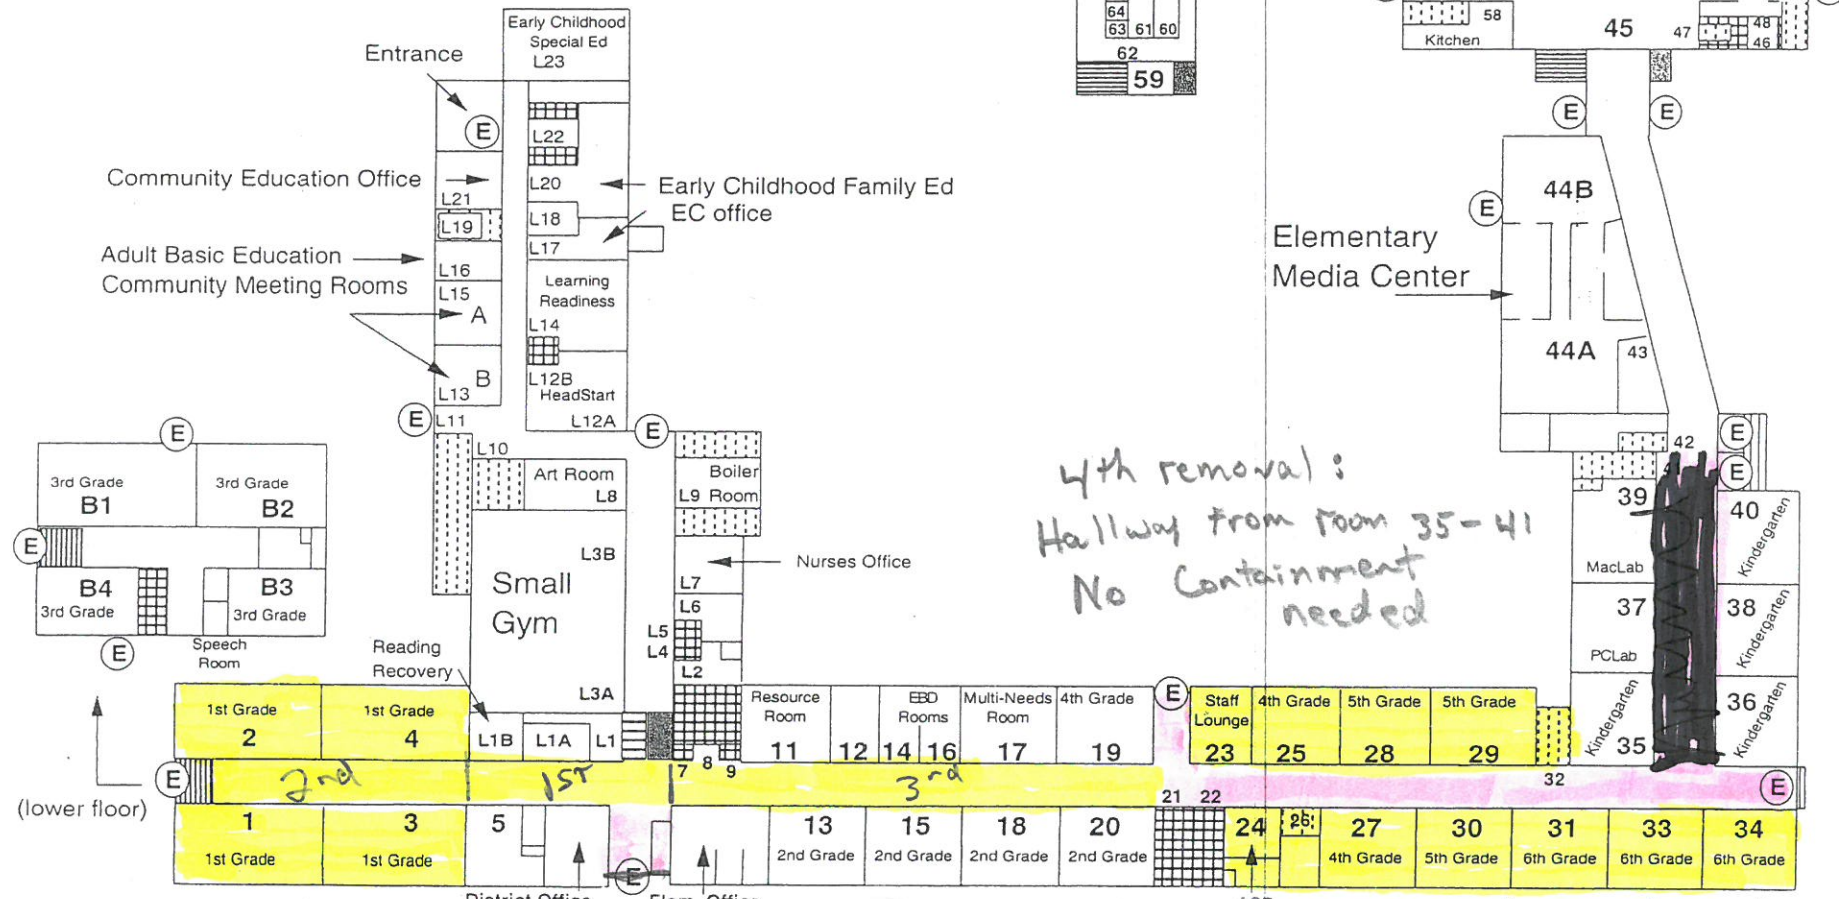 Early Childhood
Special Ed
L23
Entrance
E
L22
Community Education Office
L21
L20
Early Childhood Family Ed
EC office
L19
L18
L17
Adult Basic Education
Community Meeting Rooms
L16
L15
A
Learning
Readiness
L14
B
L13
L12B
HeadStart
L12A
E
L11
E
L10
Art Room
L8
Boiler
L9 Room
L3B
Small
Gym
L3A
Nurses Office
L7
L6
L5
L4
L2
E
3rd Grade
B1
3rd Grade
B2
E
B4
3rd Grade
B3
3rd Grade
E
Speech
Room
Reading
Recovery
(lower floor)
64
63 61 60
62
59
58
Kitchen
45
47
48
46
E
E
44B
E
Elementary
Media Center
44A
43
42
E
41
E
39
MacLab
40
Kindergarten
37
PCLab
38
Kindergarten
Kindergarten
35
36
Kindergarten
4th removal:
Hallway from room 35-41
No Containment
needed
1st Grade
2
1st Grade
4
L1B
L1A
L1
7
8
9
Resource
Room
11
12
EBD
Rooms
14 16
Multi-Needs
Room
17
4th Grade
19
E
Staff
Lounge
23
4th Grade
25
5th Grade
28
5th Grade
29
32
E
2nd
1st
3rd
E
21 22
1
1st Grade
3
1st Grade
5
E
13
2nd Grade
15
2nd Grade
18
2nd Grade
20
2nd Grade
24
26
27
4th Grade
30
5th Grade
31
6th Grade
33
6th Grade
34
6th Grade
District Office
Elem. Office